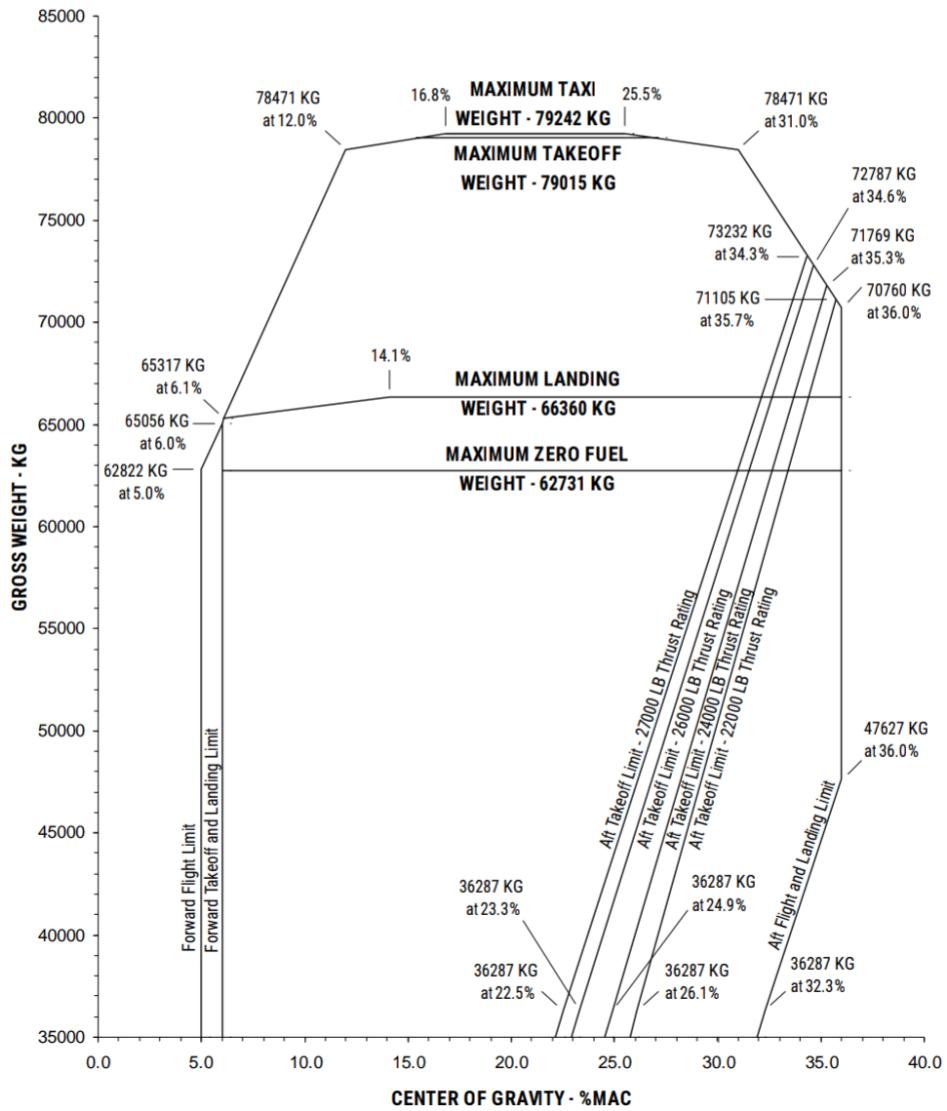 85000
80000
75000
70000
65000
60000
55000
50000
45000
40000
35000
GROSS WEIGHT - KG
78471 KG
at 12.0%
16.8%
MAXIMUM TAXI
WEIGHT - 79242 KG
25.5%
78471 KG
at 31.0%
MAXIMUM TAKEOFF
WEIGHT - 79015 KG
72787 KG
at 34.6%
73232 KG
at 34.3%
71769 KG
at 35.3%
71105 KG
at 35.7%
70760 KG
at 36.0%
65317 KG
at 6.1%
14.1%
MAXIMUM LANDING
WEIGHT - 66360 KG
65056 KG
at 6.0%
62822 KG
at 5.0%
MAXIMUM ZERO FUEL
WEIGHT - 62731 KG
Forward Flight Limit
Forward Takeoff and Landing Limit
Aft Takeoff Limit - 27000 LB Thrust Rating
Aft Takeoff Limit - 26000 LB Thrust Rating
Aft Takeoff Limit - 24000 LB Thrust Rating
Aft Takeoff Limit - 22000 LB Thrust Rating
47627 KG
at 36.0%
Aft Flight and Landing Limit
36287 KG
at 23.3%
36287 KG
at 24.9%
36287 KG
at 22.5%
36287 KG
at 26.1%
36287 KG
at 32.3%
0.0 5.0 10.0 15.0 20.0 25.0 30.0 35.0 40.0
CENTER OF GRAVITY - %MAC